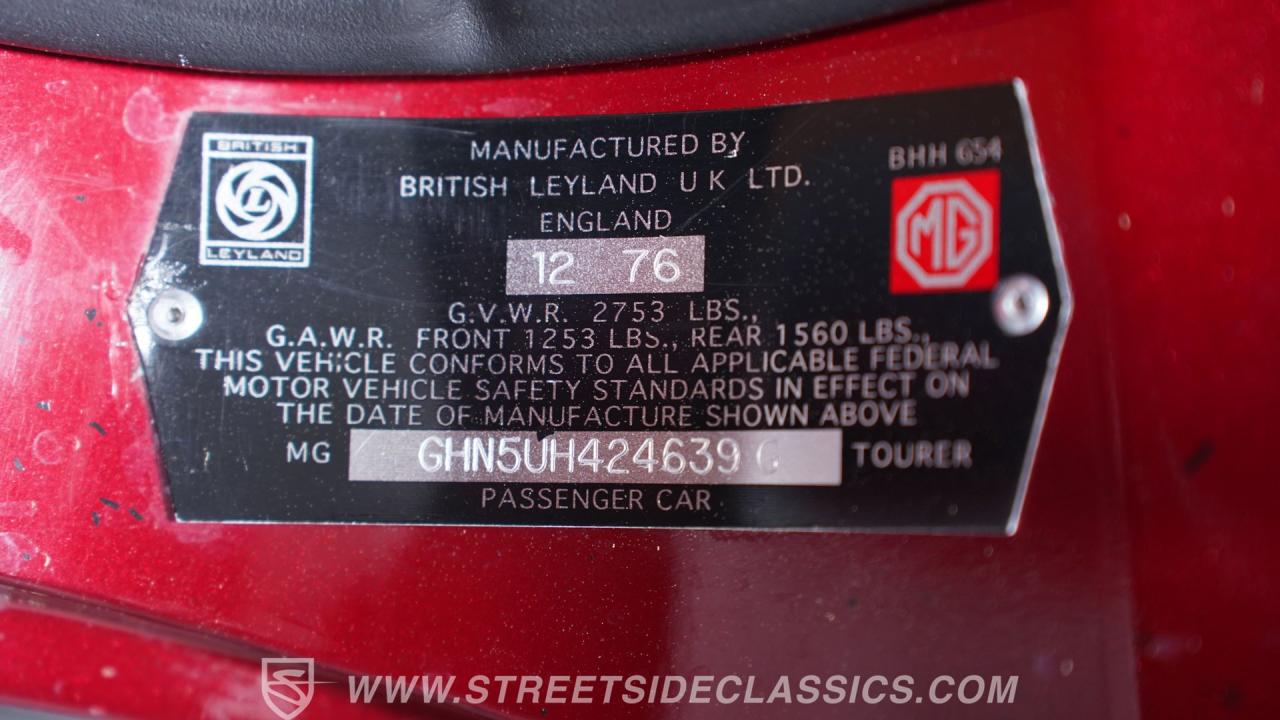 BRITISH
L
LEYLAND
MANUFACTURED BY
BRITISH LEYLAND U K LTD.
ENGLAND
12 76
BHH 654
MG
G.V.W.R. 2753 LBS.,
G.A.W.R. FRONT 1253 LBS., REAR 1560 LBS.,
THIS VEHICLE CONFORMS TO ALL APPLICABLE FEDERAL
MOTOR VEHICLE SAFETY STANDARDS IN EFFECT ON
THE DATE OF MANUFACTURE SHOWN ABOVE
MG GHN5UH424639 G TOURER
PASSENGER CAR
S WWW.STREETSIDECLASSICS.COM